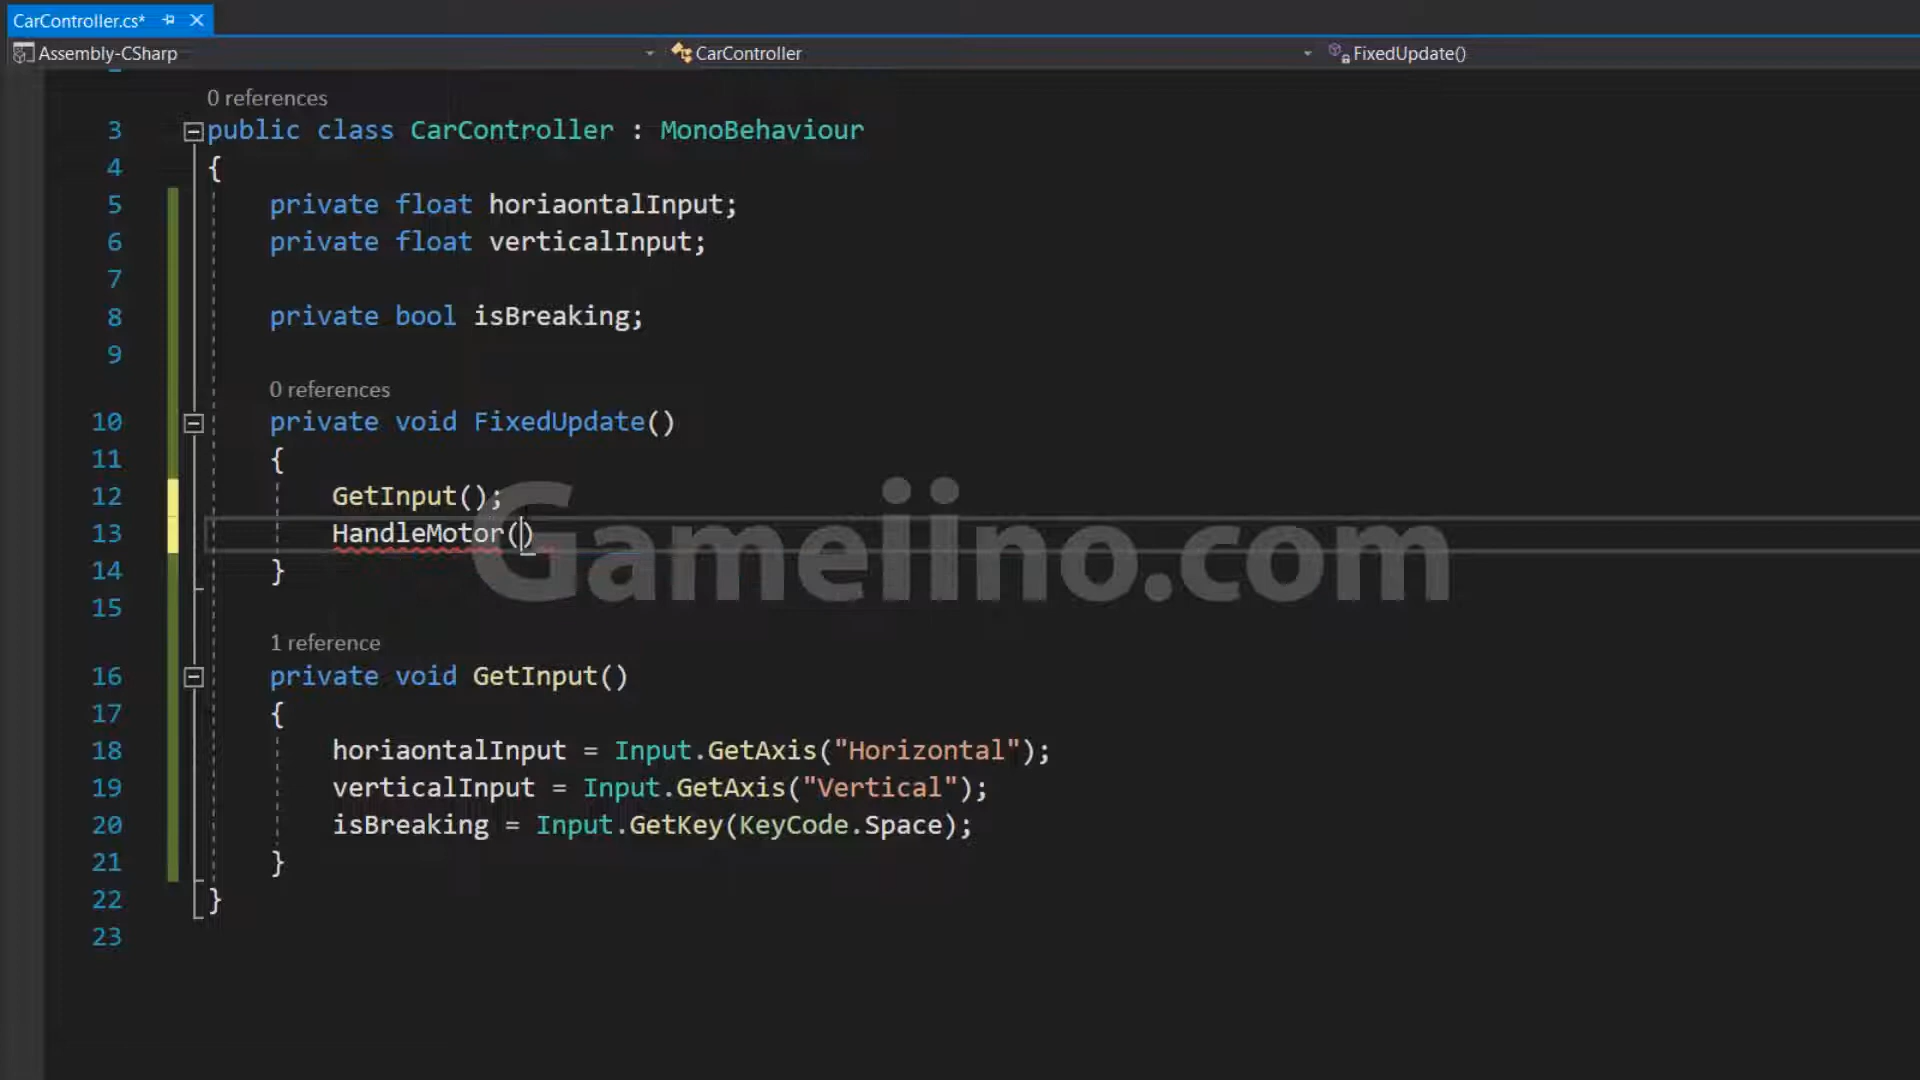 CarController.cs*
Assembly-CSharp CarController FixedUpdate()
0 references
3 public class CarController : MonoBehaviour
4 {
5 private float horiaontalInput;
6 private float verticalInput;
7
8 private bool isBreaking;
9
0 references
10 private void FixedUpdate()
11 {
12 GetInput();
13 HandleMotor()
14 }
15
1 reference
16 private void GetInput()
17 {
18 horiaontalInput = Input.GetAxis("Horizontal");
19 verticalInput = Input.GetAxis("Vertical");
20 isBreaking = Input.GetKey(KeyCode.Space);
21 }
22 }
23
Gameiino.com